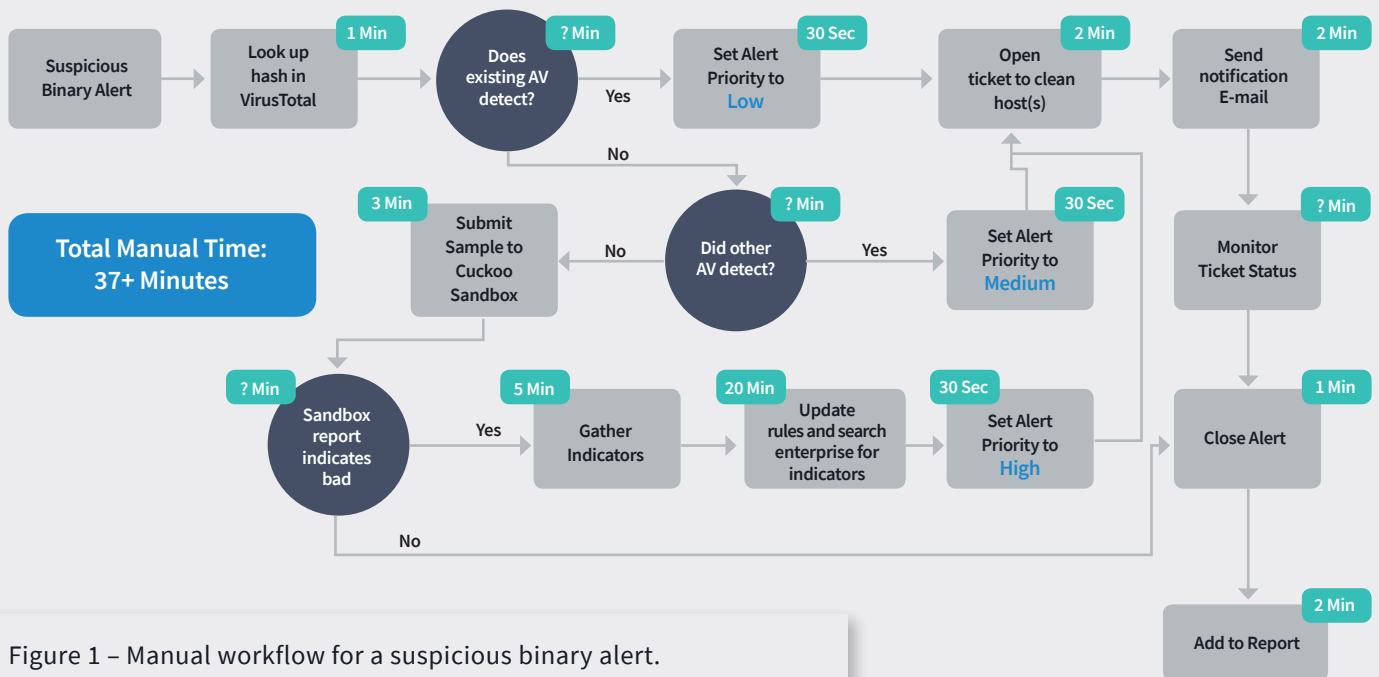 Suspicious
Binary Alert
1 Min
Look up
hash in
VirusTotal
? Min
Does
existing AV
detect?
Yes
No
30 Sec
Set Alert
Priority to
Low
2 Min
Open
ticket to clean
host(s)
2 Min
Send
notification
E-mail
Total Manual Time:
37+ Minutes
3 Min
Submit
Sample to
Cuckoo
Sandbox
No
? Min
Did other
AV detect?
Yes
30 Sec
Set Alert
Priority to
Medium
? Min
Monitor
Ticket Status
? Min
Sandbox
report
indicates
bad
Yes
No
5 Min
Gather
Indicators
20 Min
Update
rules and search
enterprise for
indicators
30 Sec
Set Alert
Priority to
High
1 Min
Close Alert
2 Min
Add to Report
Figure 1 – Manual workflow for a suspicious binary alert.